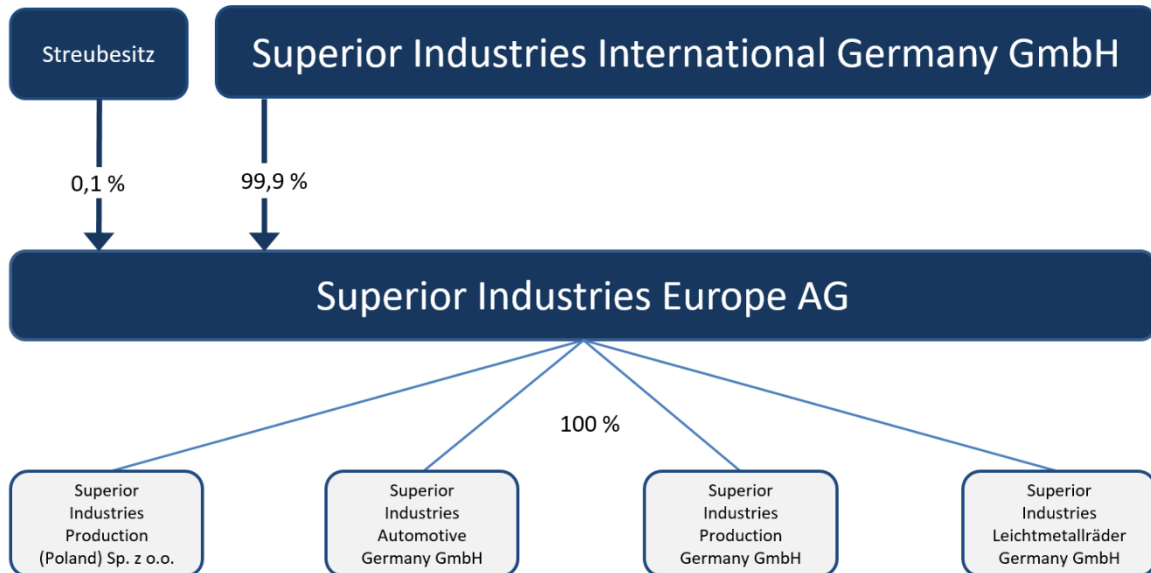 Streubesitz
Superior Industries International Germany GmbH
0,1 %
99,9 %
Superior Industries Europe AG
100 %
Superior
Industries
Production
(Poland) Sp. z o.o.
Superior
Industries
Automotive
Germany GmbH
Superior
Industries
Production
Germany GmbH
Superior
Industries
Leichtmetallräder
Germany GmbH